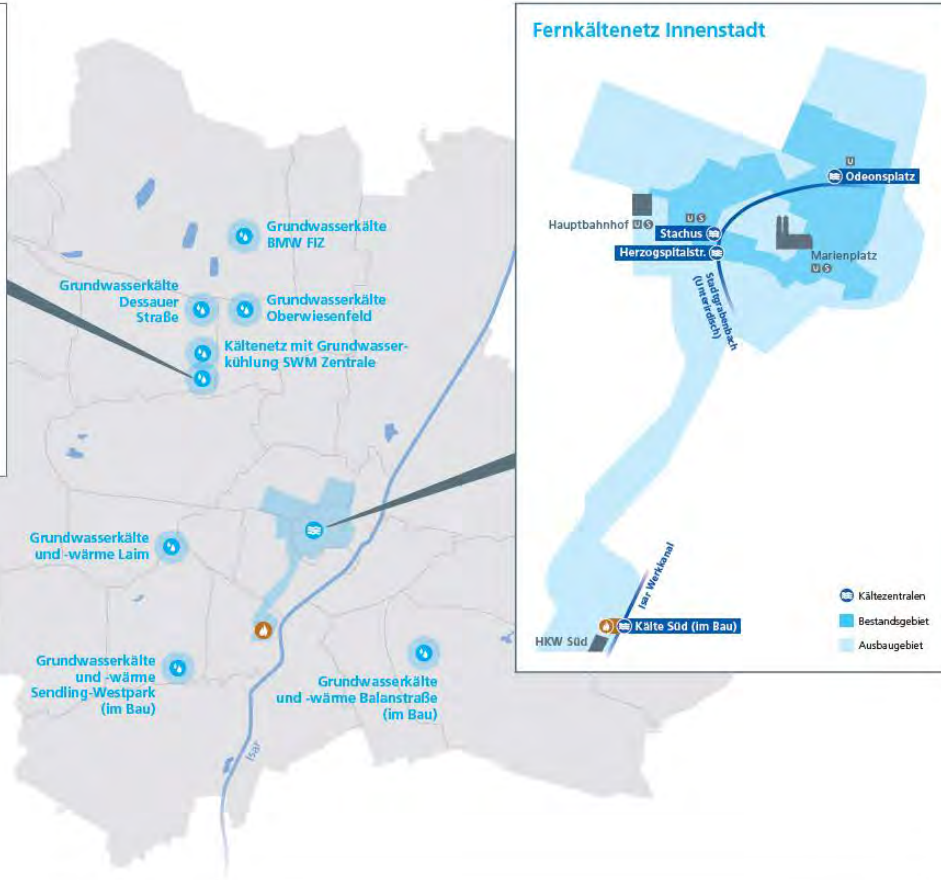 Grundwasserkälte
BMW FIZ
Grundwasserkälte
Dessauer
Straße
Grundwasserkälte
Oberwiesenfeld
Kältenetz mit Grundwasser-
kühlung SWM Zentrale
Grundwasserkälte
und -wärme Laim
Grundwasserkälte
und -wärme
Sendling-Westpark
(im Bau)
Grundwasserkälte
und -wärme Balanstraße
(im Bau)
Isar
Fernkältenetz Innenstadt
U
Odeonsplatz
Hauptbahnhof U S
U S
Stachus
Herzogspitalstr.
Marienplatz
U S
Stadtgrabenbach
(Unterirdisch)
Isar Werkkanal
Kälte Süd (im Bau)
HKW Süd
Kältezentralen
Bestandsgebiet
Ausbaugebiet